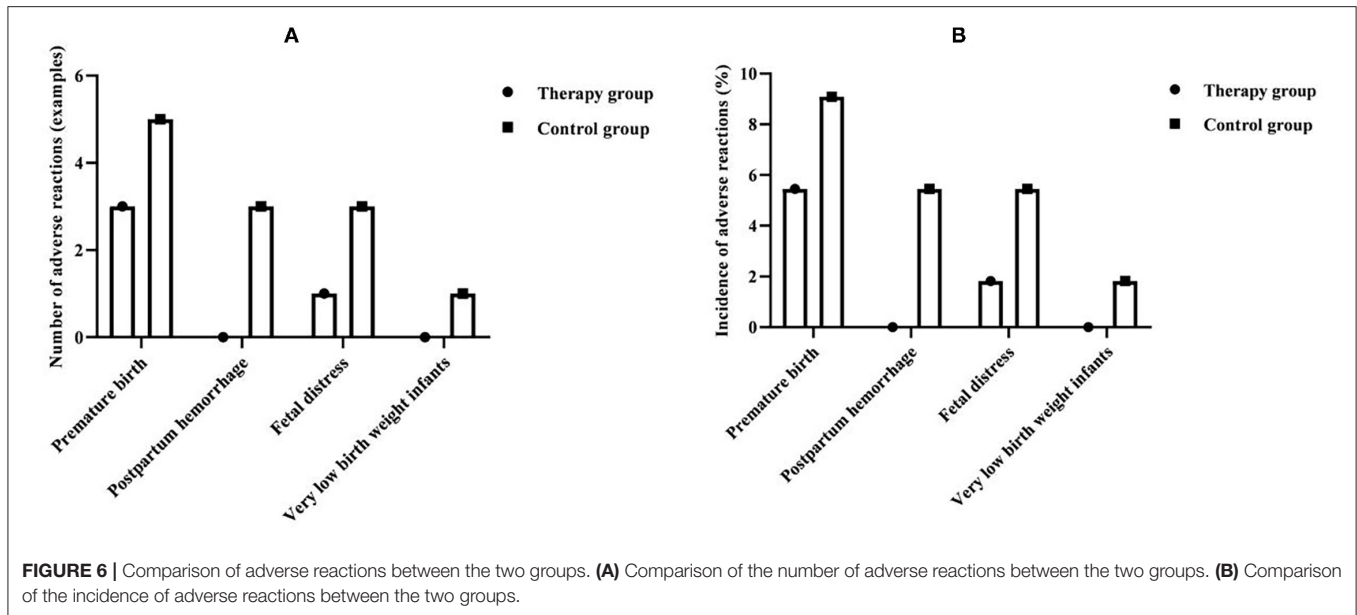 A
Number of adverse reactions (examples)
6
4
2
0
Therapy group
Control group
Premature birth
Postpartum hemorrhage
Fetal distress
Very low birth weight infants
B
Incidence of adverse reactions (%)
10
8
6
4
2
0
Therapy group
Control group
Premature birth
Postpartum hemorrhage
Fetal distress
Very low birth weight infants
FIGURE 6 | Comparison of adverse reactions between the two groups. (A) Comparison of the number of adverse reactions between the two groups. (B) Comparison
of the incidence of adverse reactions between the two groups.